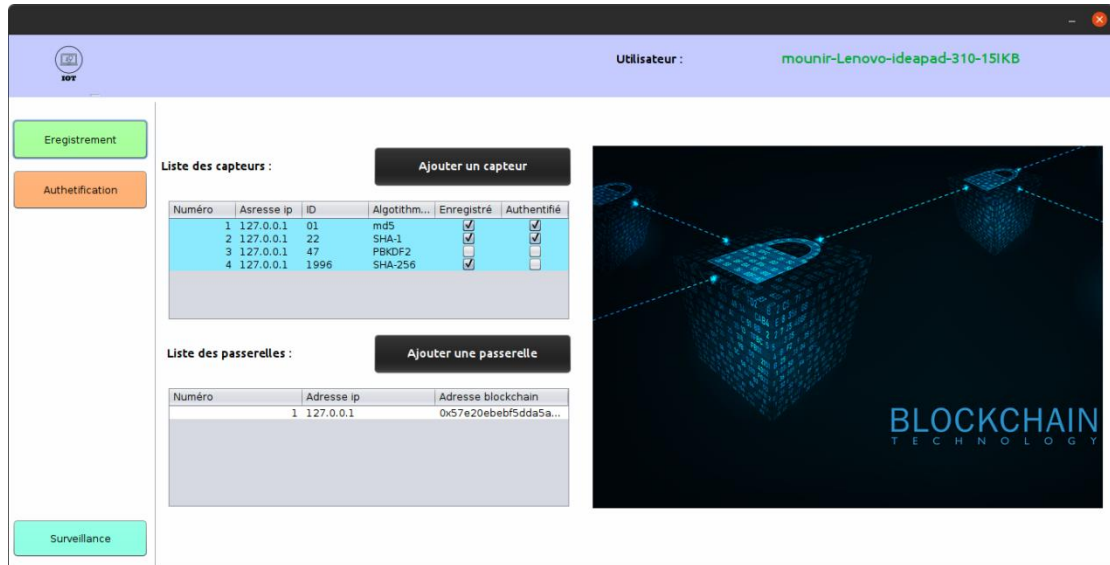 IOT
Utilisateur : mounir-Lenovo-ideapad-310-15IKB
Eregistrement
Authetification
Surveillance
Liste des capteurs : Ajouter un capteur
Numéro Asresse ip ID Algotithm... Enregistré Authentifié
1 127.0.0.1 01 md5
2 127.0.0.1 22 SHA-1
3 127.0.0.1 47 PBKDF2
4 127.0.0.1 1996 SHA-256
Liste des passerelles : Ajouter une passerelle
Numéro Adresse ip Adresse blockchain
1 127.0.0.1 0x57e20ebebf5dda5a...
BLOCKCHAIN
TECHNOLOGY